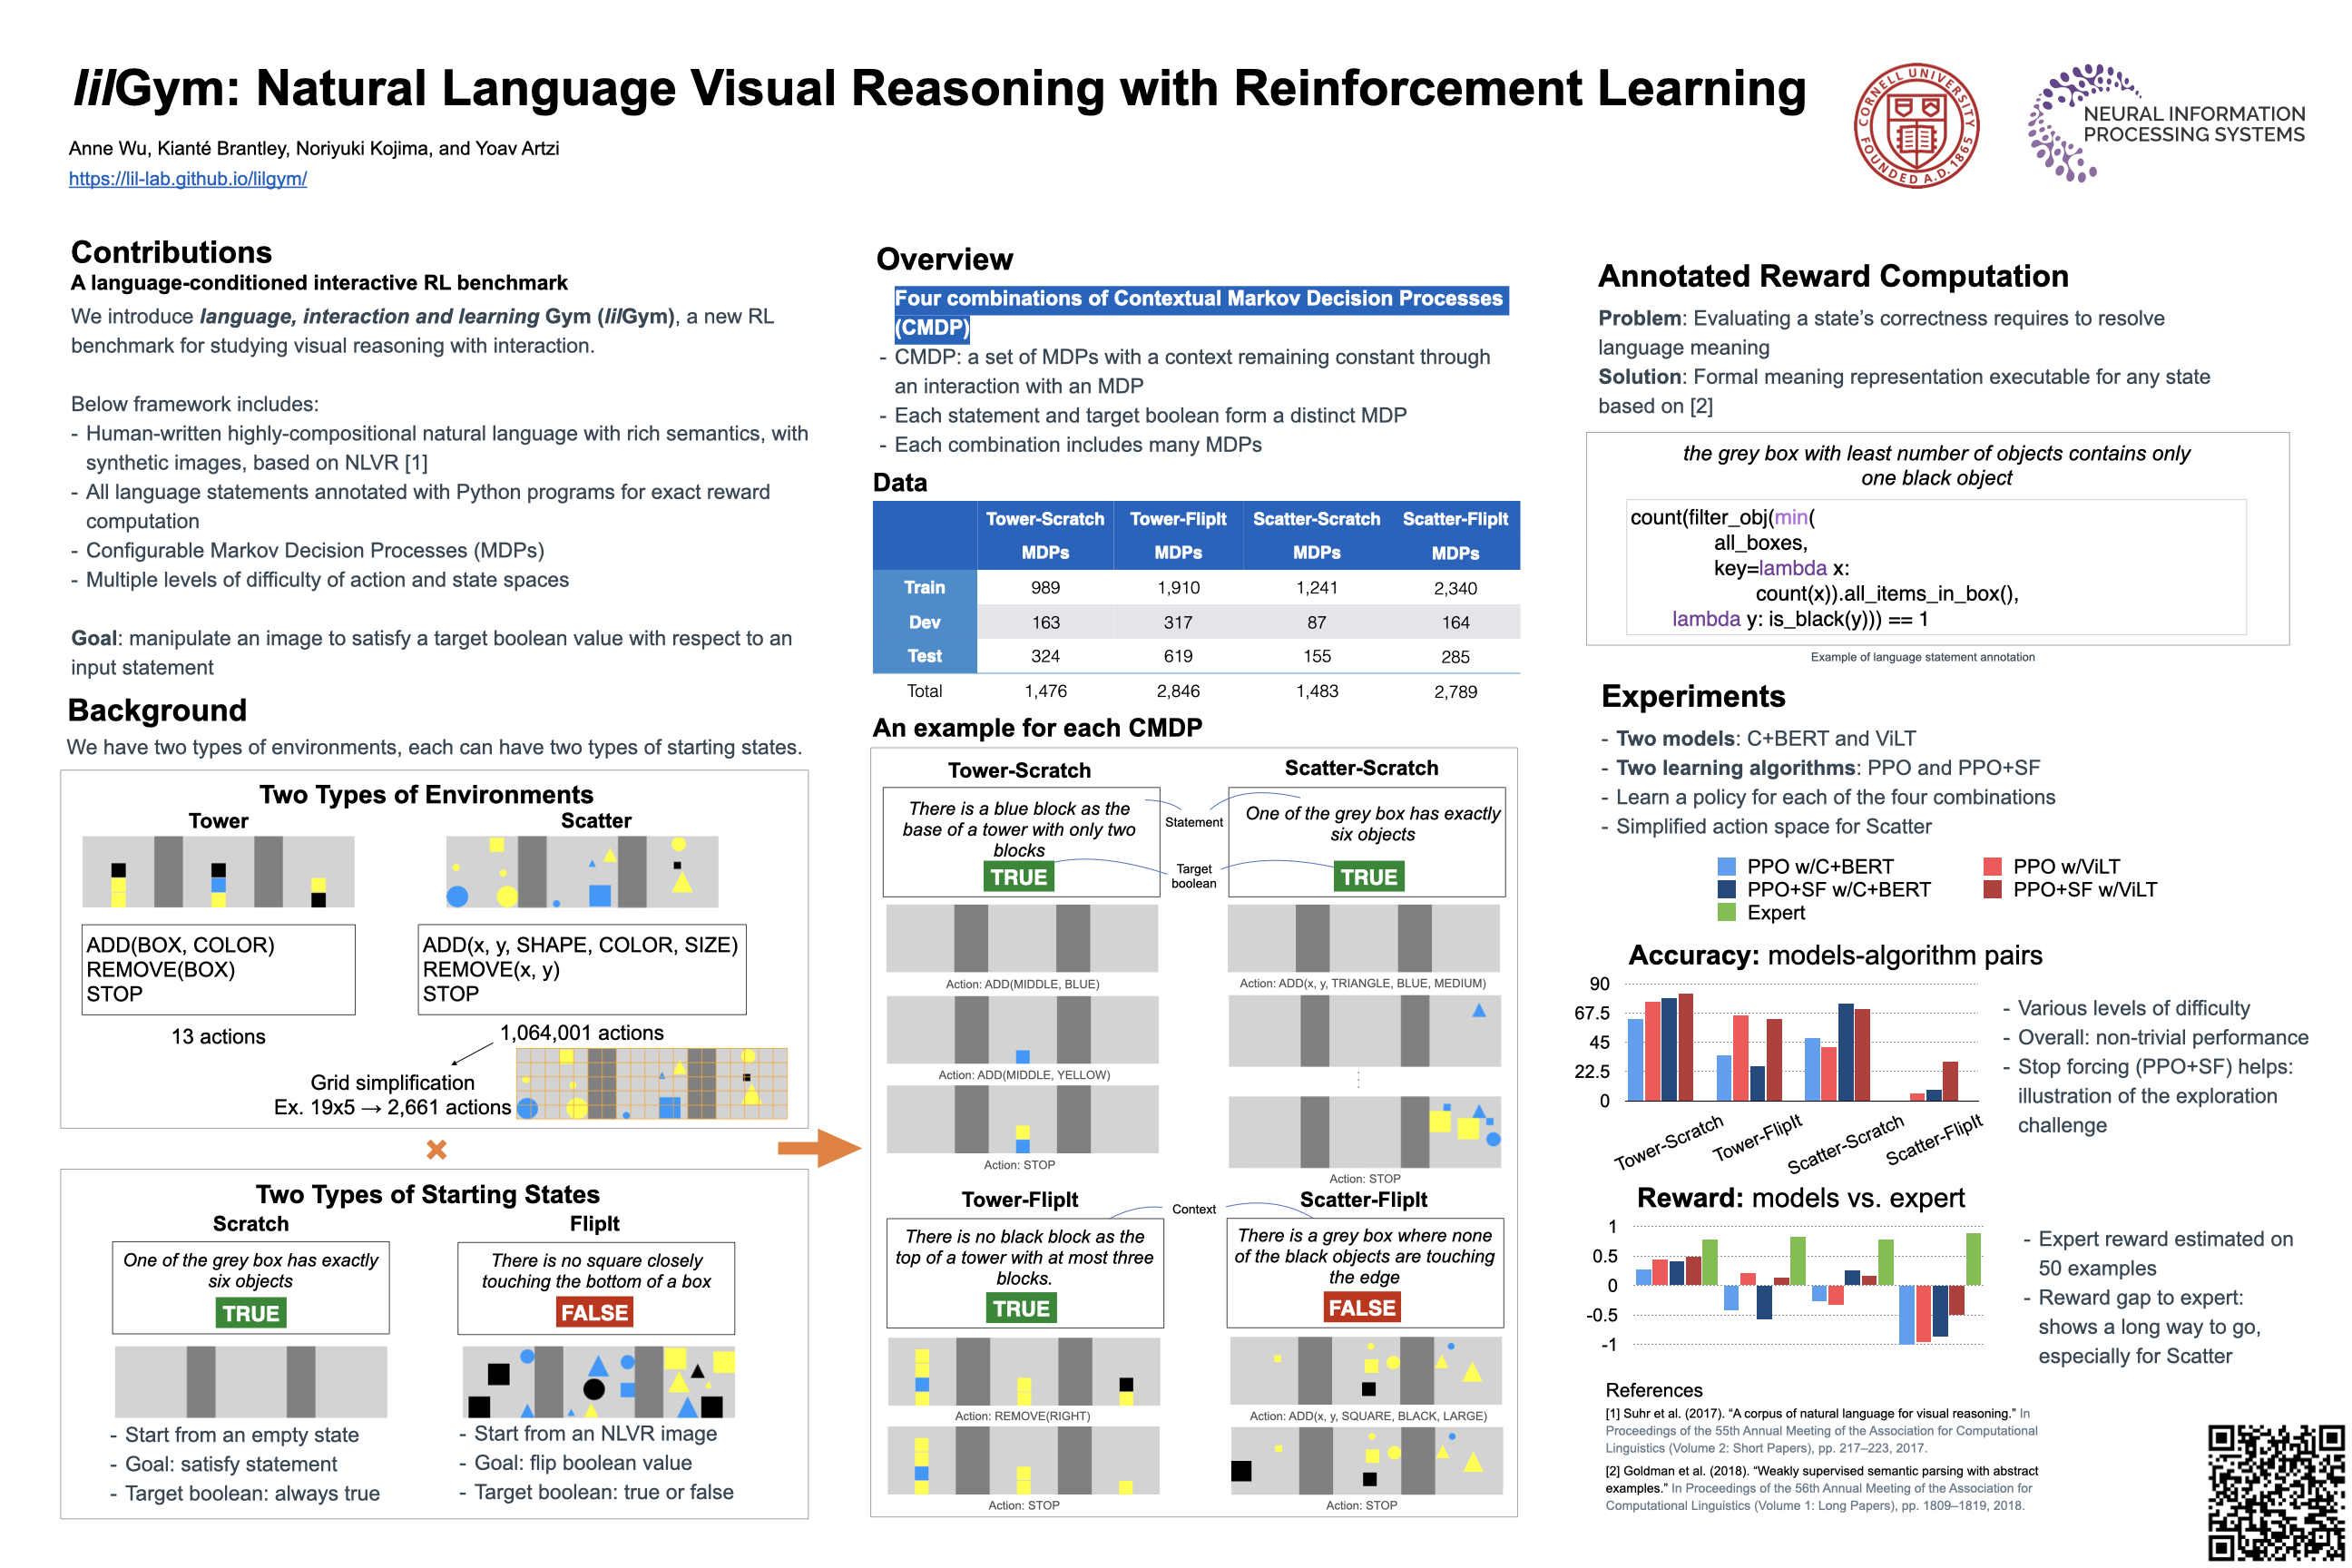 lilGym: Natural Language Visual Reasoning with Reinforcement Learning
Anne Wu, Kianté Brantley, Noriyuki Kojima, and Yoav Artzi
https://lil-lab.github.io/lilgym/
CORNELL UNIVERSITY
FOUNDED A.D. 1865
NEURAL INFORMATION
PROCESSING SYSTEMS
Contributions
A language-conditioned interactive RL benchmark
We introduce language, interaction and learning Gym (lilGym), a new RL
benchmark for studying visual reasoning with interaction.
Below framework includes:
- Human-written highly-compositional natural language with rich semantics, with
synthetic images, based on NLVR [1]
- All language statements annotated with Python programs for exact reward
computation
- Configurable Markov Decision Processes (MDPs)
- Multiple levels of difficulty of action and state spaces
Goal: manipulate an image to satisfy a target boolean value with respect to an
input statement
Background
We have two types of environments, each can have two types of starting states.
Two Types of Environments
Tower
Scatter
ADD(BOX, COLOR)
REMOVE(BOX)
STOP
ADD(x, y, SHAPE, COLOR, SIZE)
REMOVE(x, y)
STOP
13 actions
1,064,001 actions
Grid simplification
Ex. 19x5 → 2,661 actions
Two Types of Starting States
Scratch
FlipIt
One of the grey box has exactly
six objects
TRUE
There is no square closely
touching the bottom of a box
FALSE
- Start from an empty state
- Goal: satisfy statement
- Target boolean: always true
- Start from an NLVR image
- Goal: flip boolean value
- Target boolean: true or false
Overview
Four combinations of Contextual Markov Decision Processes
(CMDP)
- CMDP: a set of MDPs with a context remaining constant through
an interaction with an MDP
- Each statement and target boolean form a distinct MDP
- Each combination includes many MDPs
Data
Tower-Scratch Tower-FlipIt Scatter-Scratch Scatter-FlipIt
MDPs MDPs MDPs MDPs
Train 989 1,910 1,241 2,340
Dev 163 317 87 164
Test 324 619 155 285
Total 1,476 2,846 1,483 2,789
An example for each CMDP
Tower-Scratch
There is a blue block as the
base of a tower with only two
blocks
TRUE
Statement
Target
boolean
Scatter-Scratch
One of the grey box has exactly
six objects
TRUE
Action: ADD(MIDDLE, BLUE)
Action: ADD(MIDDLE, YELLOW)
Action: STOP
Action: ADD(x, y, TRIANGLE, BLUE, MEDIUM)
Action: STOP
Tower-FlipIt
Context
Scatter-FlipIt
There is no black block as the
top of a tower with at most three
blocks.
TRUE
There is a grey box where none
of the black objects are touching
the edge
FALSE
Action: REMOVE(RIGHT)
Action: STOP
Action: ADD(x, y, SQUARE, BLACK, LARGE)
Action: STOP
Annotated Reward Computation
Problem: Evaluating a state’s correctness requires to resolve
language meaning
Solution: Formal meaning representation executable for any state
based on [2]
the grey box with least number of objects contains only
one black object
count(filter_obj(min(
all_boxes,
key=lambda x:
count(x)).all_items_in_box(),
lambda y: is_black(y))) == 1
Example of language statement annotation
Experiments
- Two models: C+BERT and ViLT
- Two learning algorithms: PPO and PPO+SF
- Learn a policy for each of the four combinations
- Simplified action space for Scatter
PPO w/C+BERT PPO w/ViLT
PPO+SF w/C+BERT PPO+SF w/ViLT
Expert
Accuracy: models-algorithm pairs
90
67.5
45
22.5
0
Tower-Scratch
Tower-FlipIt
Scatter-Scratch
Scatter-FlipIt
- Various levels of difficulty
- Overall: non-trivial performance
- Stop forcing (PPO+SF) helps:
illustration of the exploration
challenge
Reward: models vs. expert
1
0.5
0
-0.5
-1
- Expert reward estimated on
50 examples
- Reward gap to expert:
shows a long way to go,
especially for Scatter
References
[1] Suhr et al. (2017). “A corpus of natural language for visual reasoning.” In
Proceedings of the 55th Annual Meeting of the Association for Computational
Linguistics (Volume 2: Short Papers), pp. 217–223, 2017.
[2] Goldman et al. (2018). “Weakly supervised semantic parsing with abstract
examples.” In Proceedings of the 56th Annual Meeting of the Association for
Computational Linguistics (Volume 1: Long Papers), pp. 1809–1819, 2018.